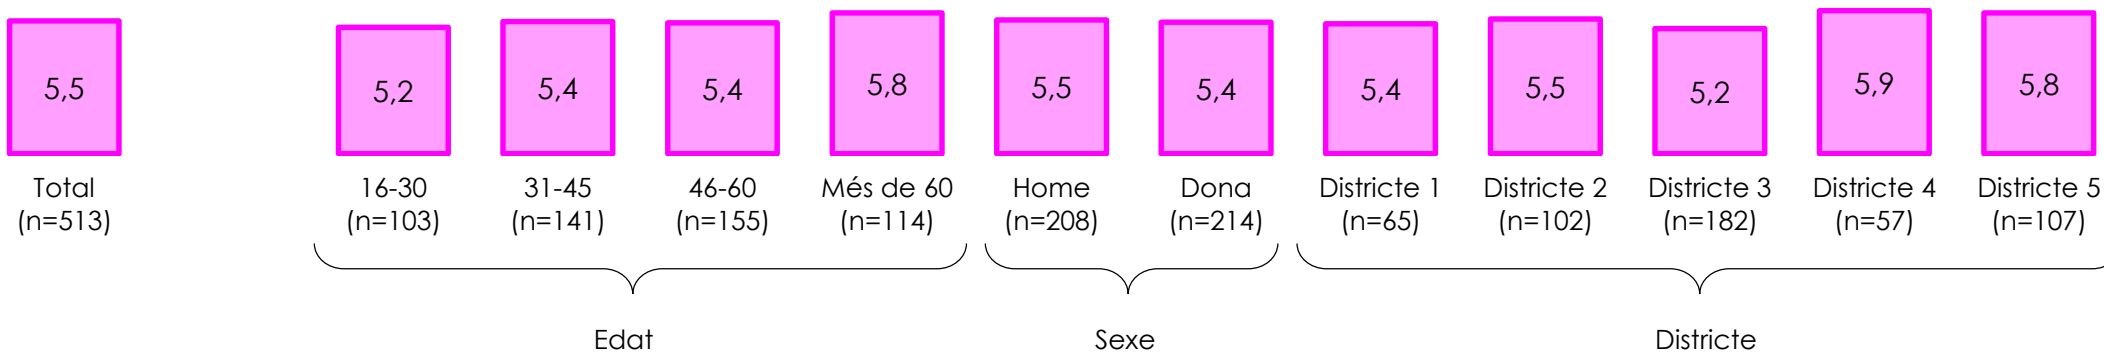 5,5
5,2
5,4
5,4
5,8
5,5
5,4
5,4
5,5
5,2
5,9
5,8
Total
(n=513)
16-30
(n=103)
31-45
(n=141)
46-60
(n=155)
Més de 60
(n=114)
Home
(n=208)
Dona
(n=214)
Districte 1
(n=65)
Districte 2
(n=102)
Districte 3
(n=182)
Districte 4
(n=57)
Districte 5
(n=107)
Edat
Sexe
Districte